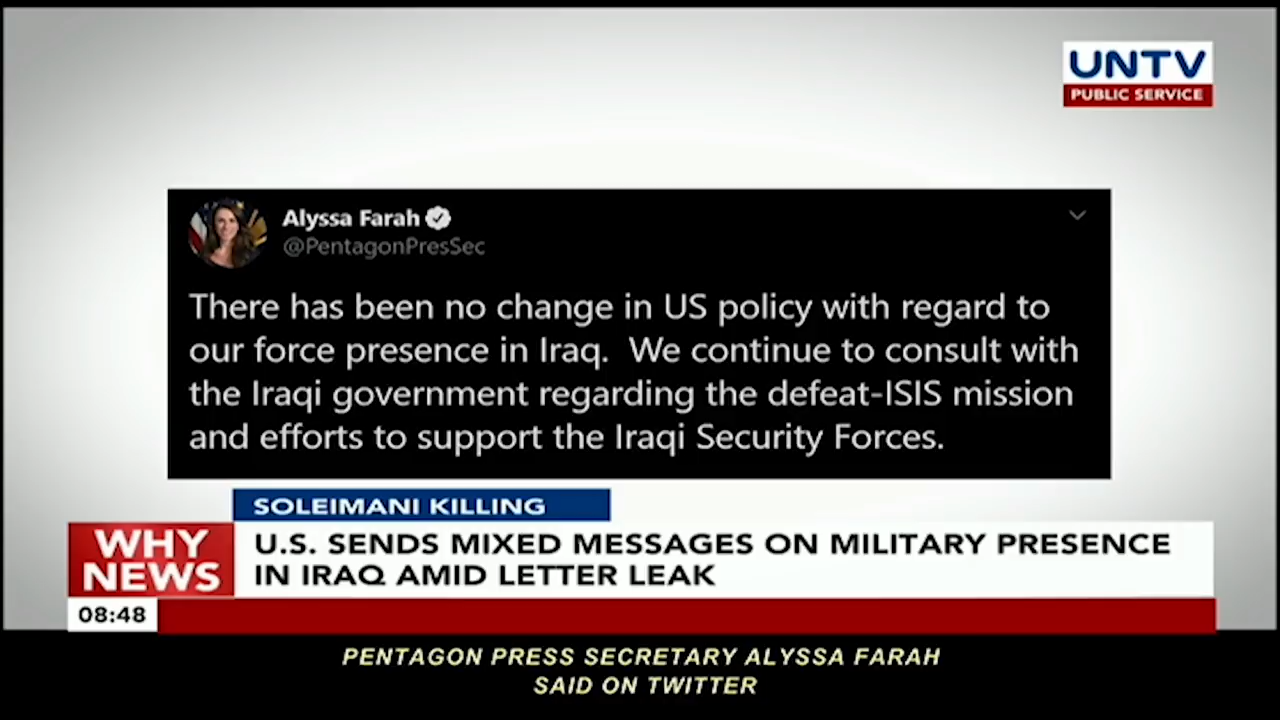 UNTV
PUBLIC SERVICE
Alyssa Farah
@PentagonPresSec
There has been no change in US policy with regard to
our force presence in Iraq.  We continue to consult with
the Iraqi government regarding the defeat-ISIS mission
and efforts to support the Iraqi Security Forces.
SOLEIMANI KILLING
WHY
NEWS
U.S. SENDS MIXED MESSAGES ON MILITARY PRESENCE
IN IRAQ AMID LETTER LEAK
08:48
PENTAGON PRESS SECRETARY ALYSSA FARAH
SAID ON TWITTER